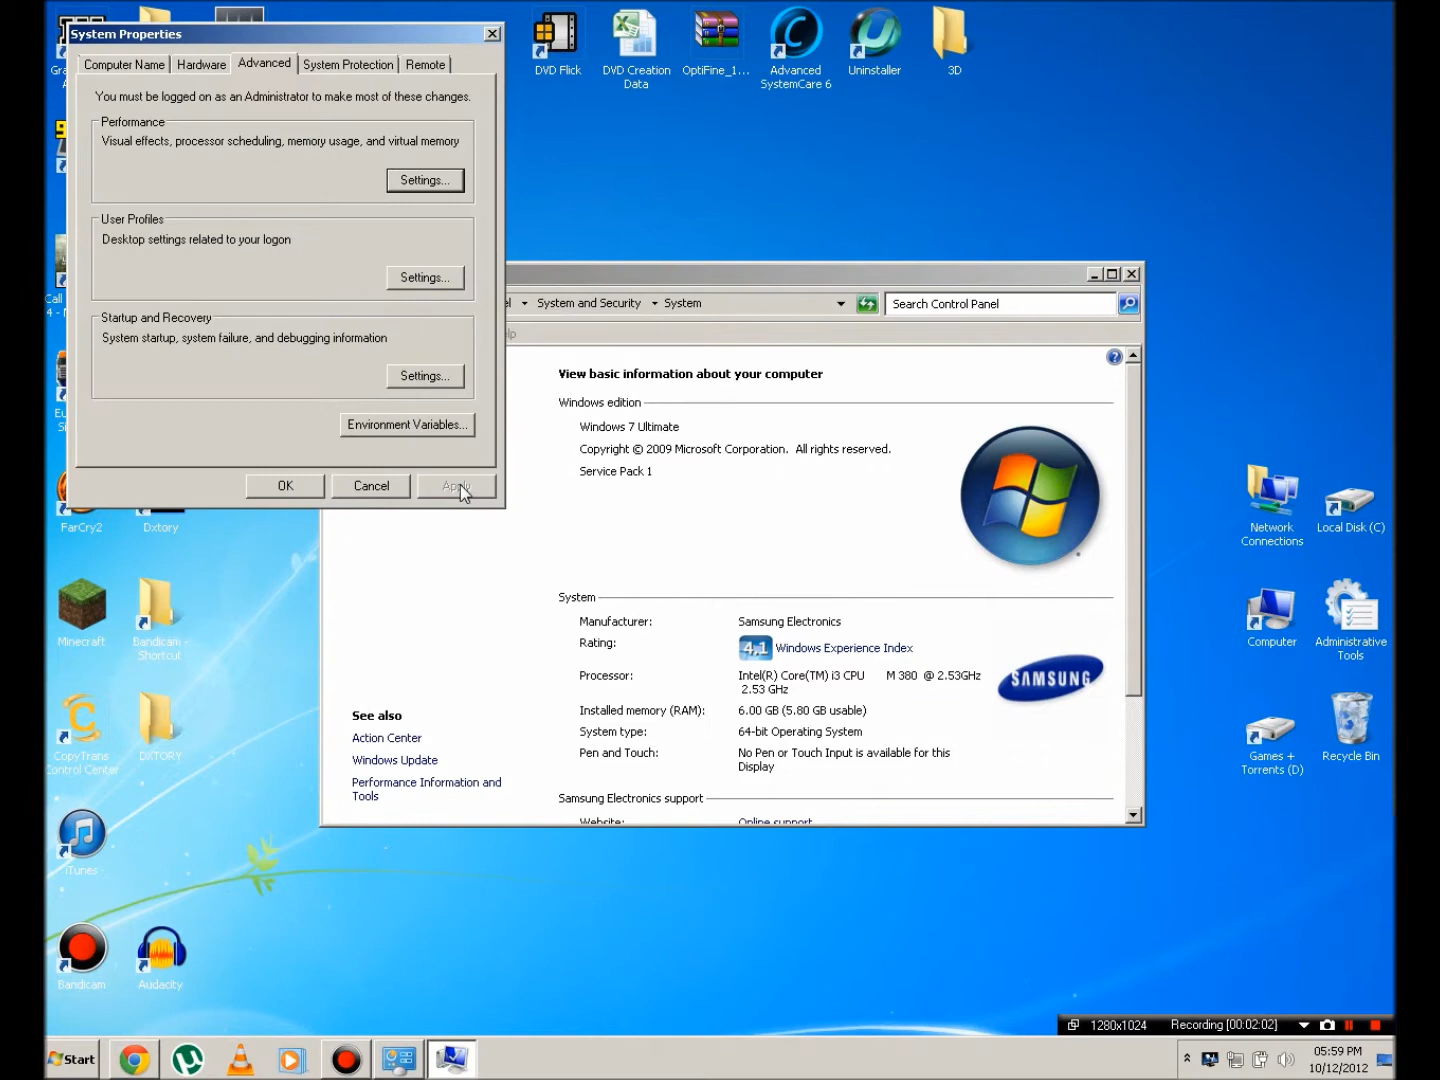 System Properties
Computer Name
Hardware
Advanced
System Protection
Remote
You must be logged on as an Administrator to make most of these changes.
Performance
Visual effects, processor scheduling, memory usage, and virtual memory
Settings...
User Profiles
Desktop settings related to your logon
Settings...
Startup and Recovery
System startup, system failure, and debugging information
Settings...
Environment Variables...
OK
Cancel
Apply
DVD Flick
DVD Creation
Data
OptiFine_1...
Advanced
SystemCare 6
Uninstaller
3D
System and Security
System
Search Control Panel
View basic information about your computer
Windows edition
Windows 7 Ultimate
Copyright © 2009 Microsoft Corporation. All rights reserved.
Service Pack 1
System
Manufacturer:
Samsung Electronics
Rating:
4,1 Windows Experience Index
Processor:
Intel(R) Core(TM) i3 CPU M 380 @ 2.53GHz
2.53 GHz
SAMSUNG
Installed memory (RAM):
6.00 GB (5.80 GB usable)
System type:
64-bit Operating System
Pen and Touch:
No Pen or Touch Input is available for this
Display
Samsung Electronics support
Website:
Online support
See also
Action Center
Windows Update
Performance Information and
Tools
FarCry2
Dxtory
Minecraft
Bandicam -
Shortcut
CopyTrans
Control Center
DXTORY
iTunes
Bandicam
Audacity
Network
Connections
Local Disk (C)
Computer
Administrative
Tools
Games +
Torrents (D)
Recycle Bin
1280x1024
Recording [00:02:02]
Start
05:59 PM
10/12/2012